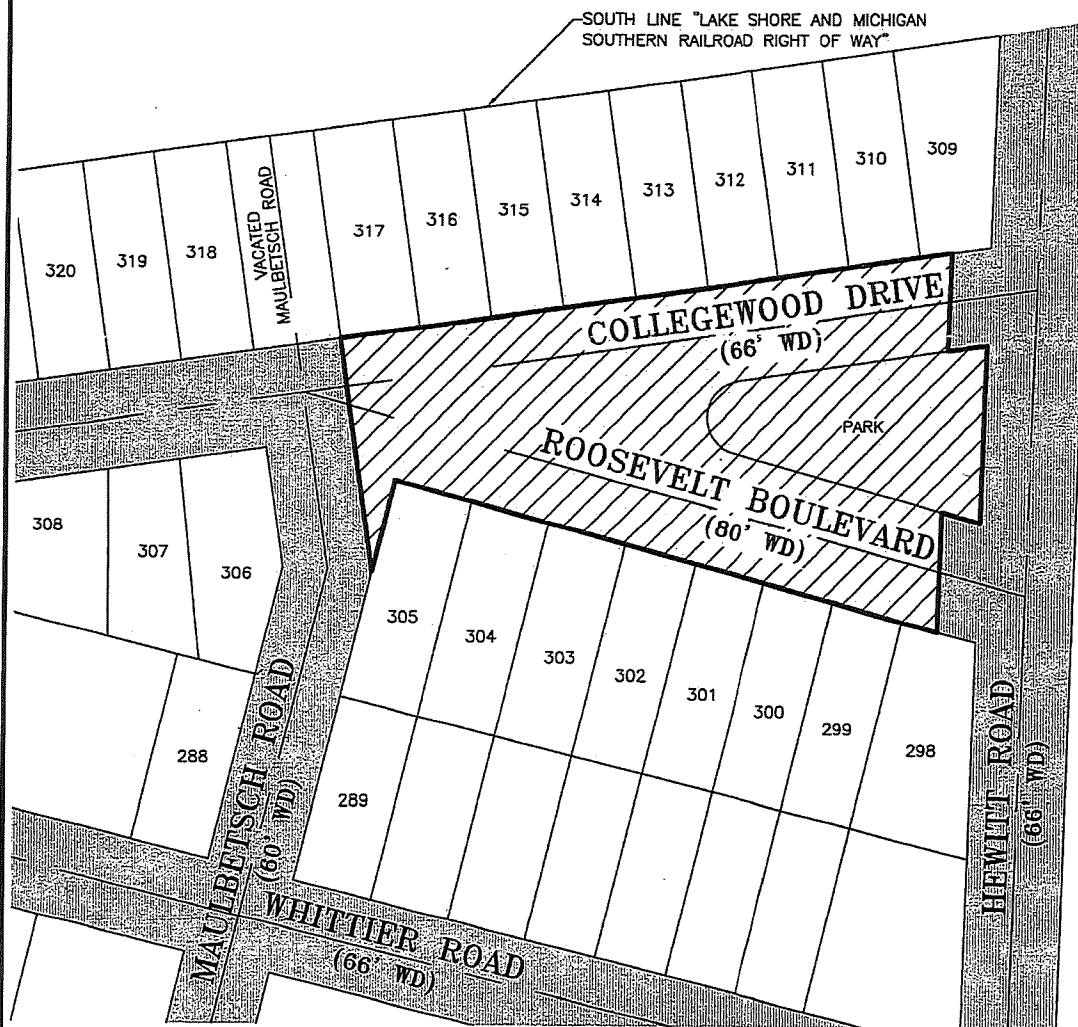 SOUTH LINE "LAKE SHORE AND MICHIGAN
SOUTHERN RAILROAD RIGHT OF WAY"
309
310
311
312
313
314
315
316
317
VACATED
MAULBETSCH ROAD
318
319
320
COLLEGEWOOD DRIVE
(66' WD)
PARK
ROOSEVELT BOULEVARD
(80' WD)
308
307
306
305
304
303
302
301
300
299
298
288
289
MAULBETSCH ROAD
(60' WD)
HEWITT ROAD
(66' WD)
WHITTIER ROAD
(66' WD)